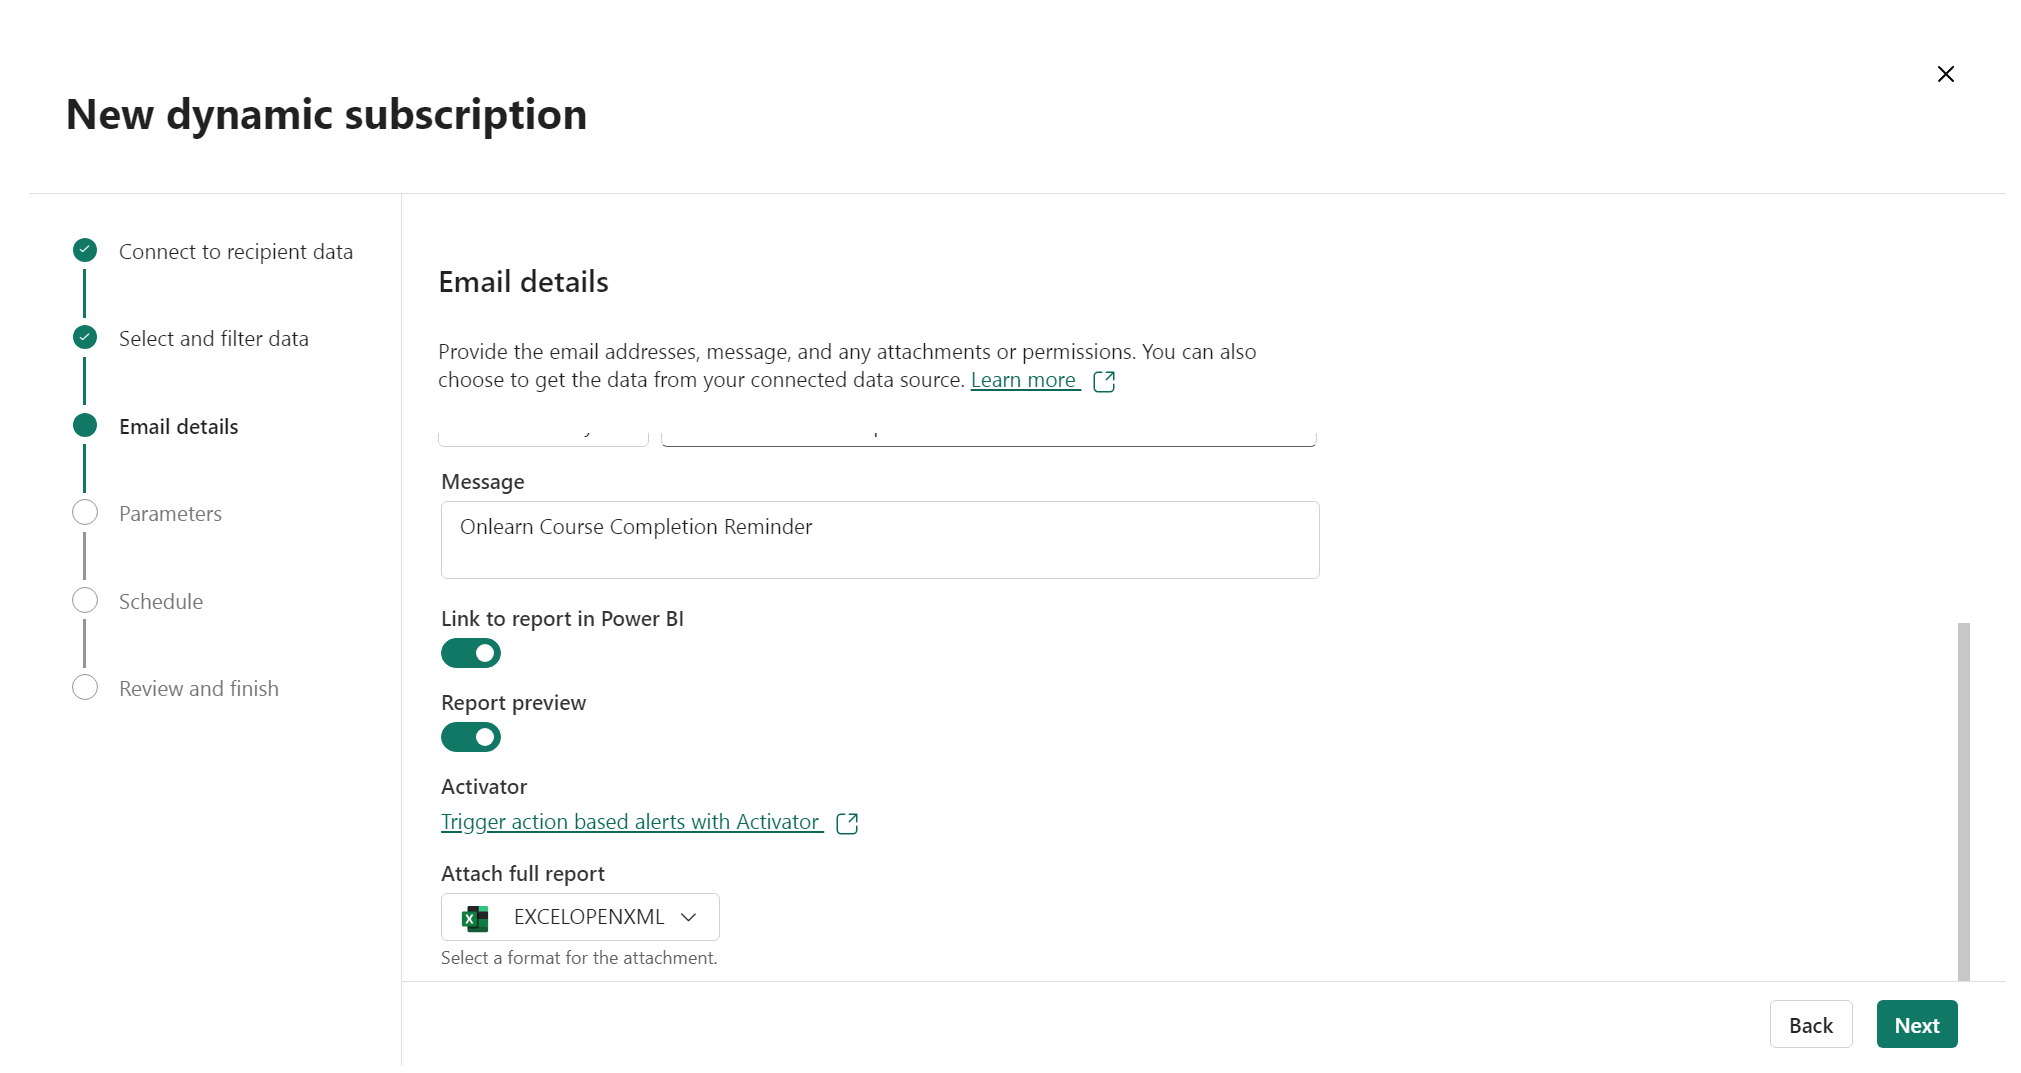 New dynamic subscription
Connect to recipient data
Select and filter data
Email details
Parameters
Schedule
Review and finish
Email details
Provide the email addresses, message, and any attachments or permissions. You can also
choose to get the data from your connected data source. Learn more
Message
Onlearn Course Completion Reminder
Link to report in Power BI
Report preview
Activator
Trigger action based alerts with Activator
Attach full report
EXCELOPENXML
Select a format for the attachment.
Back
Next